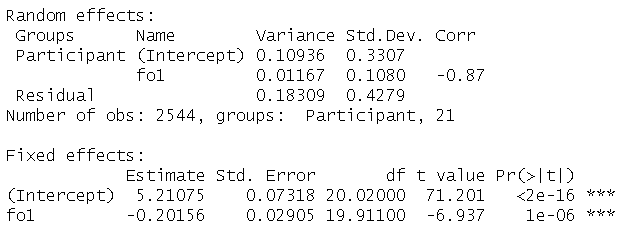 Random effects:
Groups Name Variance Std.Dev. Corr
Participant (Intercept) 0.10936 0.3307
fo1 0.01167 0.1080 -0.87
Residual 0.18309 0.4279
Number of obs: 2544, groups: Participant, 21
Fixed effects:
Estimate Std. Error df t value Pr(>|t|)
(Intercept) 5.21075 0.07318 20.02000 71.201 <2e-16 ***
fo1 -0.20156 0.02905 19.91100 -6.937 1e-06 ***